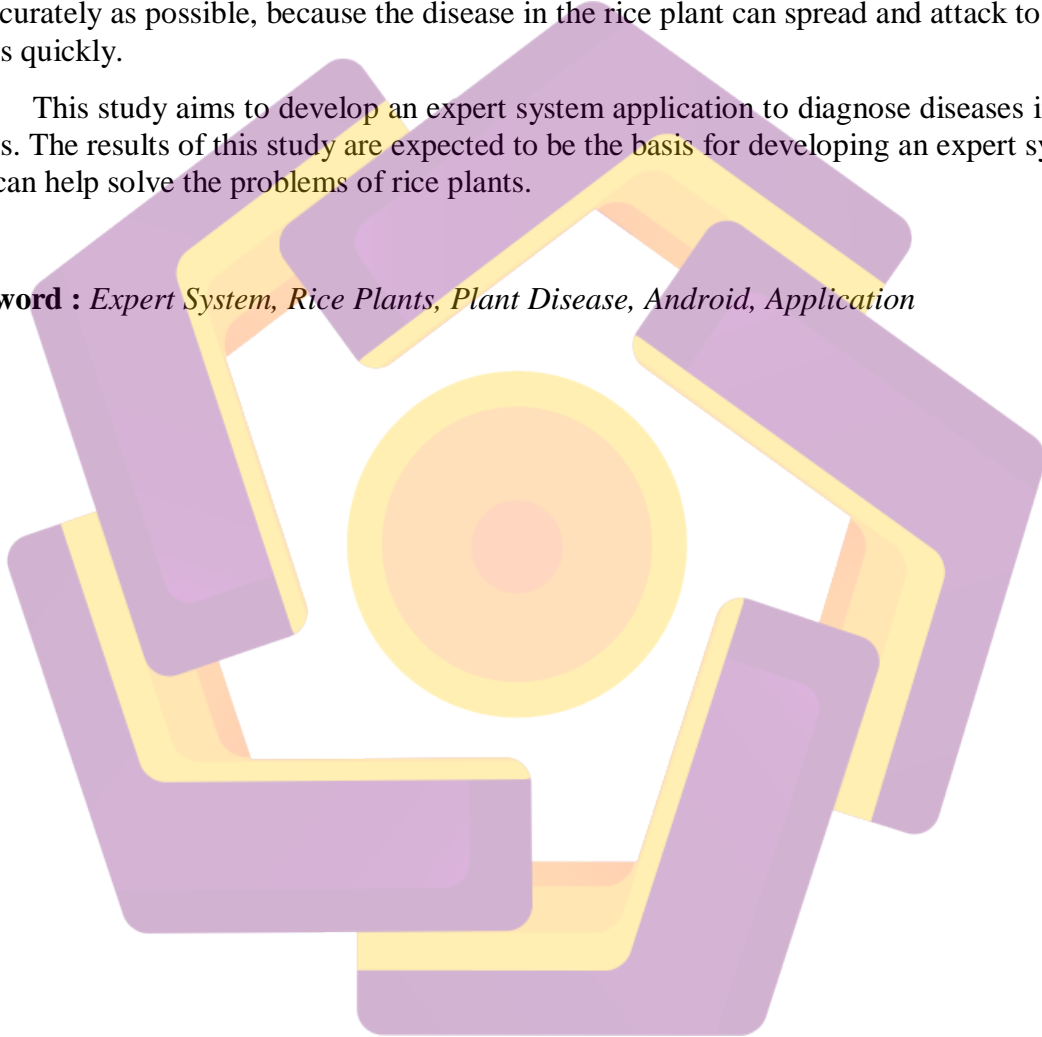 curately as possible, because the disease in the rice plant can spread and attack to
s quickly.
This study aims to develop an expert system application to diagnose diseases i
s. The results of this study are expected to be the basis for developing an expert sy
can help solve the problems of rice plants.
word : Expert System, Rice Plants, Plant Disease, Android, Application